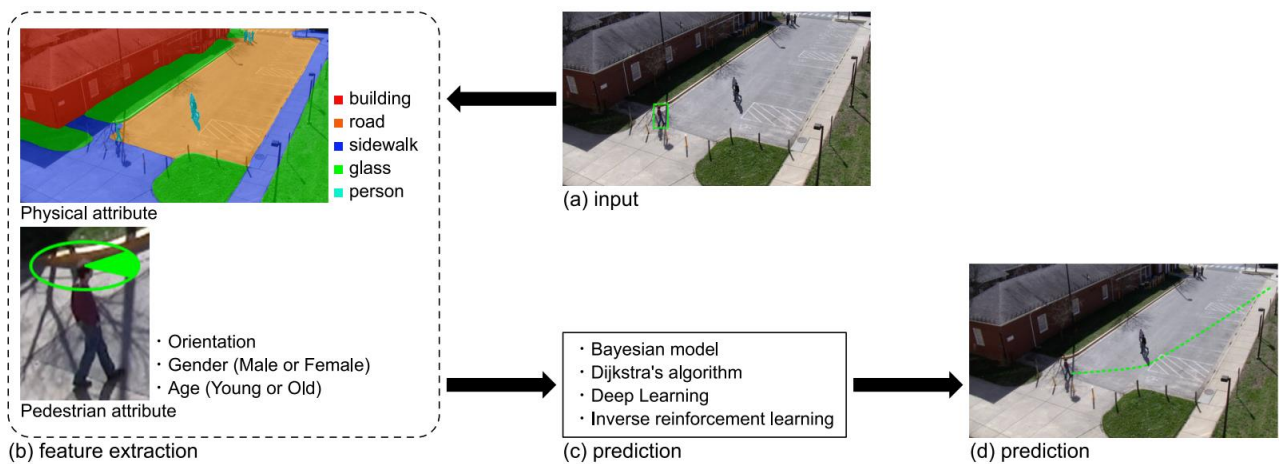 building
road
sidewalk
glass
person
Physical attribute
· Orientation
· Gender (Male or Female)
· Age (Young or Old)
Pedestrian attribute
(b) feature extraction
(a) input
· Bayesian model
· Dijkstra's algorithm
· Deep Learning
· Inverse reinforcement learning
(c) prediction
(d) prediction